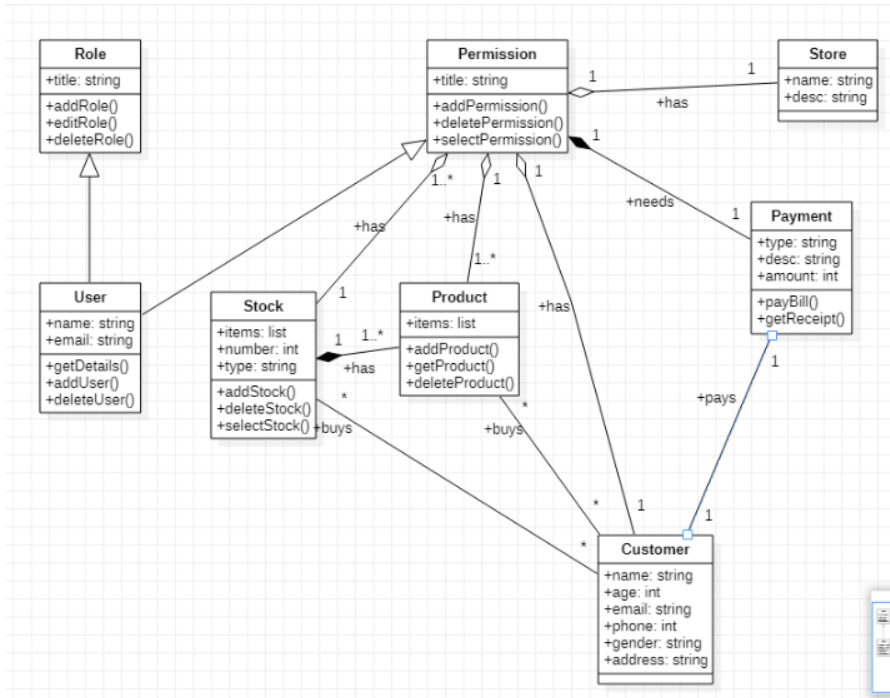 Role
+title: string
+addRole()
+editRole()
+deleteRole()
Permission
+title: string
+addPermission()
+deletePermission()
+selectPermission()
Store
+name: string
+desc: string
1
1
+has
1
+needs
1
Payment
+type: string
+desc: string
+amount: int
+payBill()
+getReceipt()
1..*
1
1
+has
+has
1..*
1
+has
User
+name: string
+email: string
+getDetails()
+addUser()
+deleteUser()
Stock
+items: list
+number: int
+type: string
+addStock()
+deleteStock()
+selectStock()
1
1..*
+has
Product
+items: list
+addProduct()
+getProduct()
+deleteProduct()
*
+buys
*
+buys
*
*
1
1
+pays
1
Customer
+name: string
+age: int
+email: string
+phone: int
+gender: string
+address: string